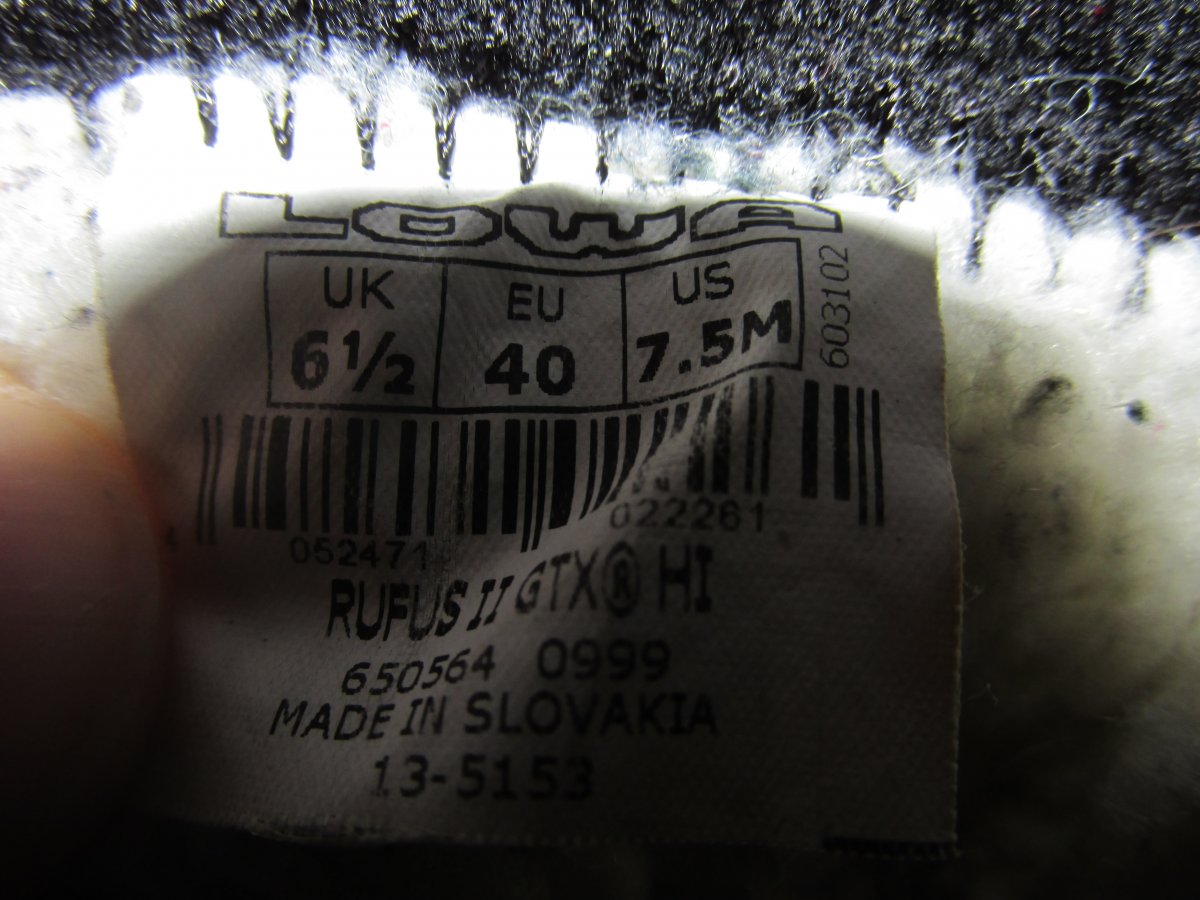 LOWA
UK EU US
6½ 40 7.5M
603102
052471 022261
RUFUS II GTX® HI
650564 0999
MADE IN SLOVAKIA
13-5153